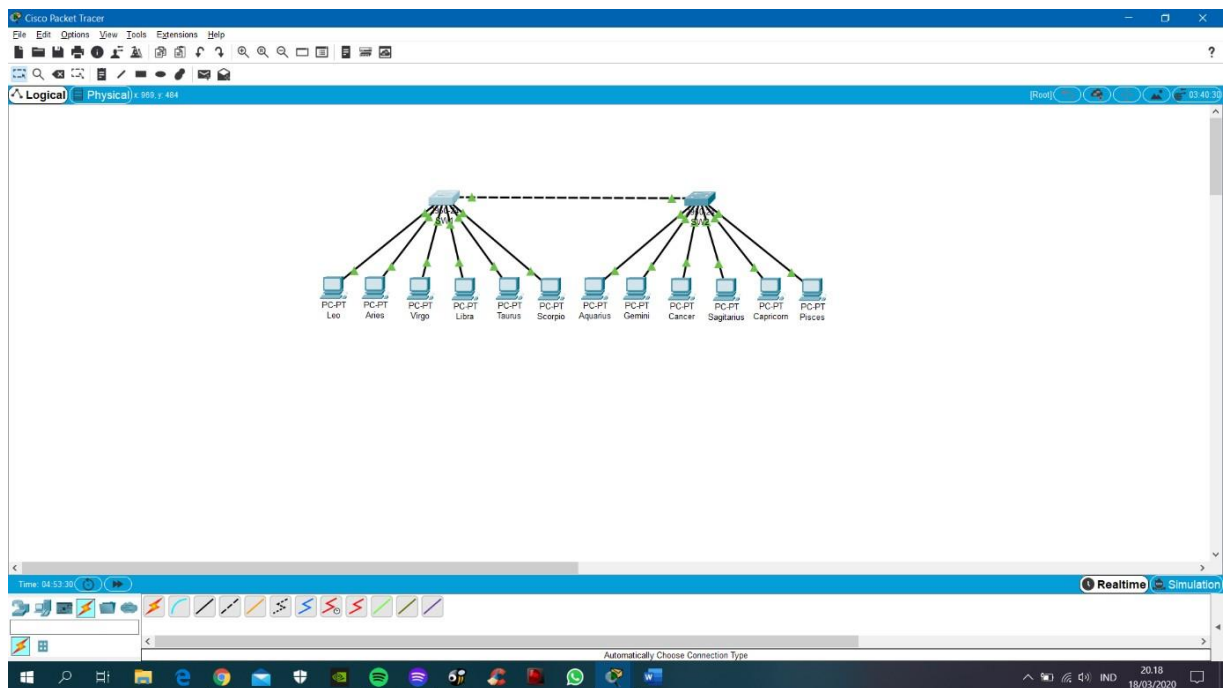 Cisco Packet Tracer
File Edit Options View Tools Extensions Help
?
Logical Physical x: 969, y: 484 [Root] 03:40:30
SW1 SW2
PC-PT PC-PT PC-PT PC-PT PC-PT PC-PT PC-PT PC-PT PC-PT PC-PT PC-PT PC-PT
Leo Aries Virgo Libra Taurus Scorpio Aquarius Gemini Cancer Sagitarius Capricorn Pisces
Time: 04:53:30 Realtime Simulation
Automatically Choose Connection Type
IND 20.18
18/03/2020